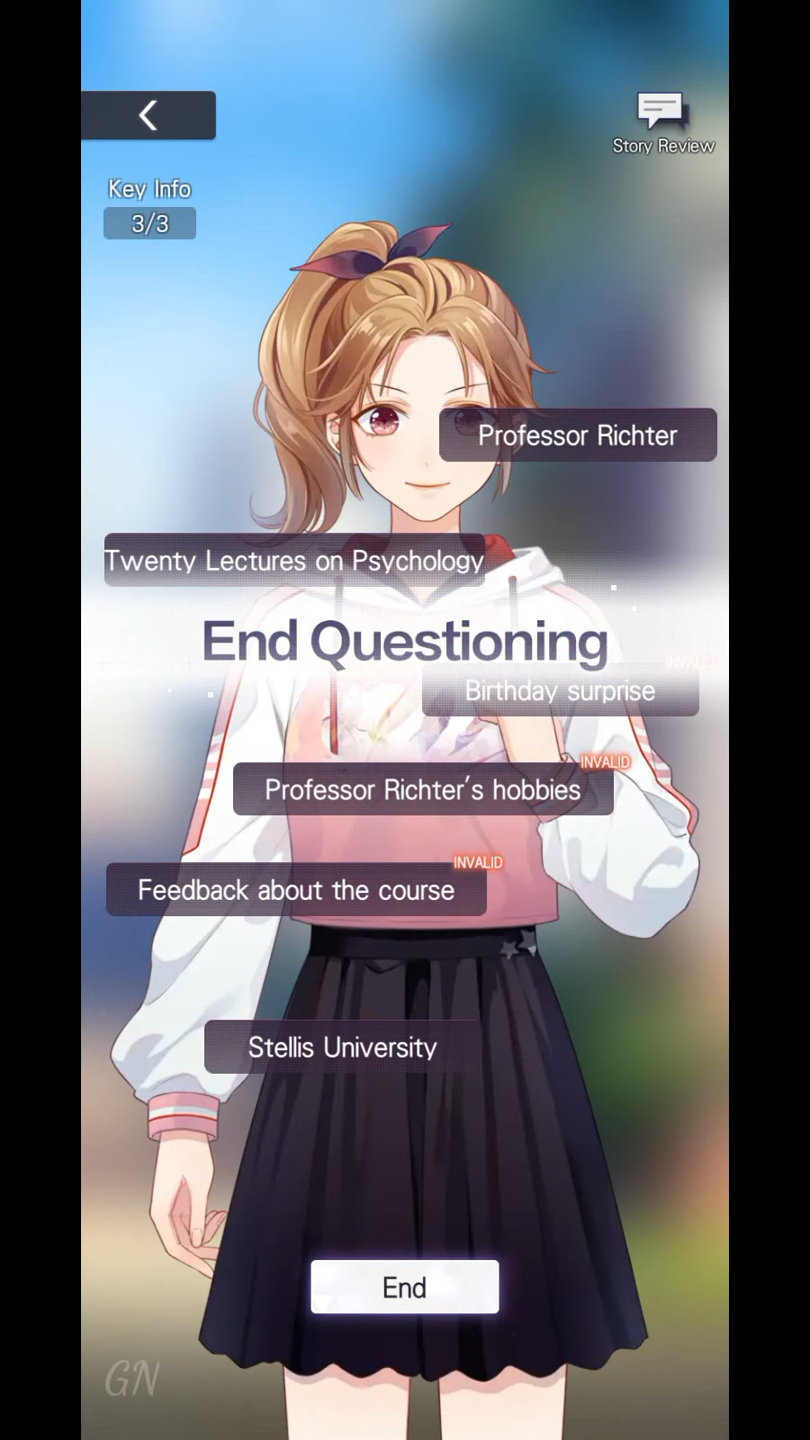 Story Review
Key Info
3/3
Professor Richter
Twenty Lectures on Psychology
End Questioning
INVALID
Birthday surprise
INVALID
Professor Richter's hobbies
INVALID
Feedback about the course
Stellis University
End
GN